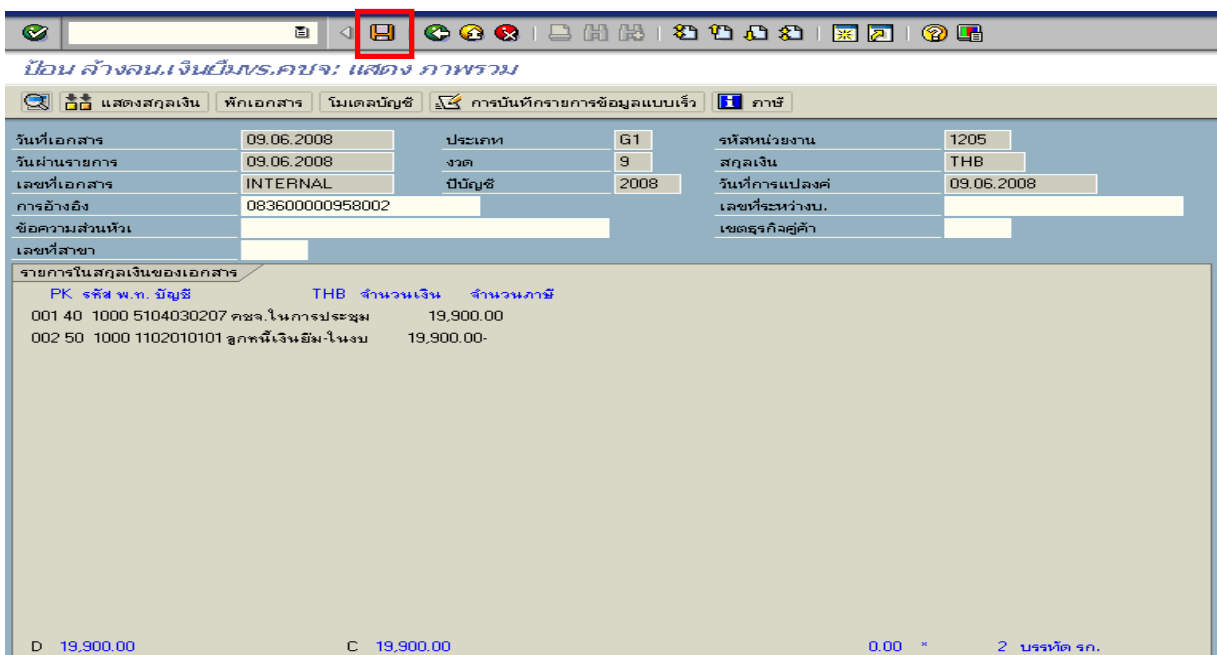 ป้อน ล้างลน.เงินยืมvs.คชจ: แสดง ภาพรวม
แสดงสกุลเงิน พักเอกสาร โมเดลบัญชี การบันทึกรายการข้อมูลแบบเร็ว ภาษี
วันที่เอกสาร 09.06.2008 ประเภท G1 รหัสหน่วยงาน 1205
วันผ่านรายการ 09.06.2008 งวด 9 สกุลเงิน THB
เลขที่เอกสาร INTERNAL ปีบัญชี 2008 วันที่การแปลงค่ 09.06.2008
การอ้างอิง 083600000958002 เลขที่ระหว่างบ.
ข้อความส่วนหัวเ เขตธุรกิจคู่ค้า
เลขที่สาขา
รายการในสกุลเงินของเอกสาร
PK รหัส พ.ท. บัญชี THB จำนวนเงิน จำนวนภาษี
001 40 1000 5104030207 คชจ.ในการประชุม 19,900.00
002 50 1000 1102010101 ลูกหนี้เงินยืม-ในงบ 19,900.00-
D 19,900.00 C 19,900.00 0.00 * 2 บรรทัด รก.